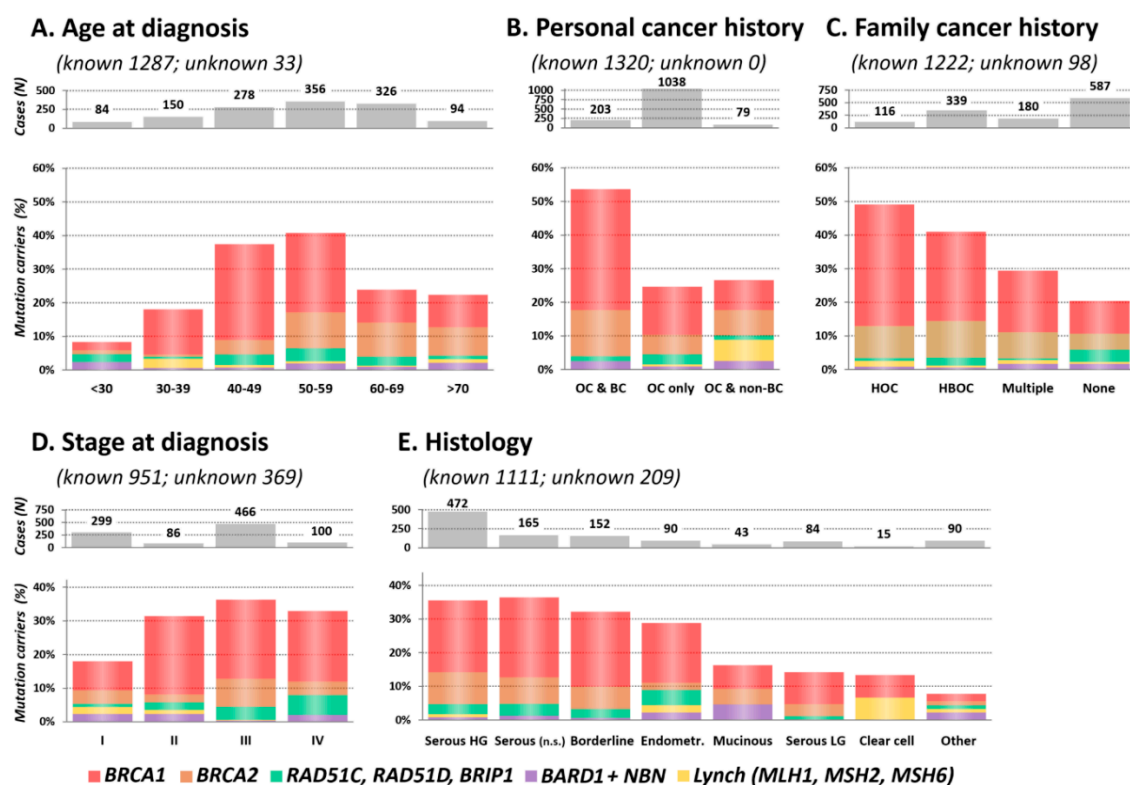 A. Age at diagnosis
(known 1287; unknown 33)
Cases (N)
500
250
0
84
150
278
356
326
94
Mutation carriers (%)
60%
50%
40%
30%
20%
10%
0%
<30
30-39
40-49
50-59
60-69
>70
B. Personal cancer history
(known 1320; unknown 0)
1000
750
500
250
0
203
1038
79
60%
50%
40%
30%
20%
10%
0%
OC & BC
OC only
OC & non-BC
C. Family cancer history
(known 1222; unknown 98)
750
500
250
0
116
339
180
587
60%
50%
40%
30%
20%
10%
0%
HOC
HBOC
Multiple
None
D. Stage at diagnosis
(known 951; unknown 369)
Cases (N)
750
500
250
0
299
86
466
100
Mutation carriers (%)
40%
30%
20%
10%
0%
I
II
III
IV
E. Histology
(known 1111; unknown 209)
500
250
0
472
165
152
90
43
84
15
90
40%
30%
20%
10%
0%
Serous HG
Serous (n.s.)
Borderline
Endometr.
Mucinous
Serous LG
Clear cell
Other
BRCA1
BRCA2
RAD51C, RAD51D, BRIP1
BARD1 + NBN
Lynch (MLH1, MSH2, MSH6)